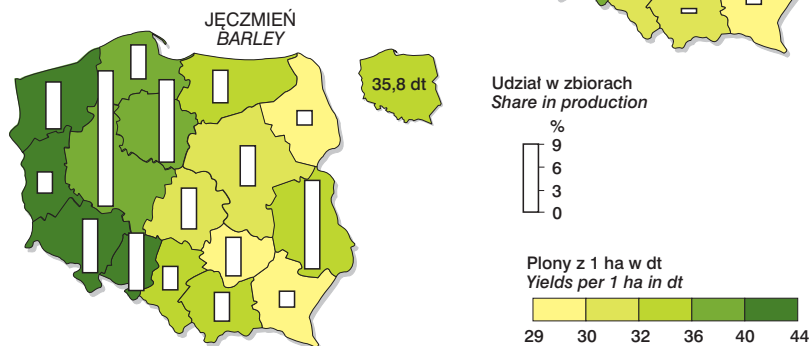 JĘCZMIEŃ
BARLEY
35,8 dt
Udział w zbiorach
Share in production
%
9
6
3
0
Plony z 1 ha w dt
Yields per 1 ha in dt
29 30 32 36 40 44